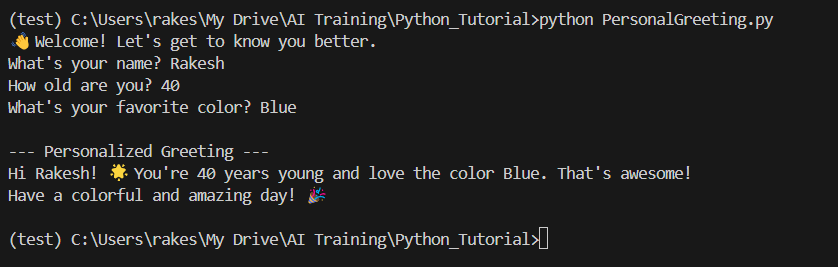 (test) C:\Users\rakes\My Drive\AI Training\Python_Tutorial>python PersonalGreeting.py
👋 Welcome! Let's get to know you better.
What's your name? Rakesh
How old are you? 40
What's your favorite color? Blue
--- Personalized Greeting ---
Hi Rakesh! 🌟 You're 40 years young and love the color Blue. That's awesome!
Have a colorful and amazing day! 🎉
(test) C:\Users\rakes\My Drive\AI Training\Python_Tutorial>